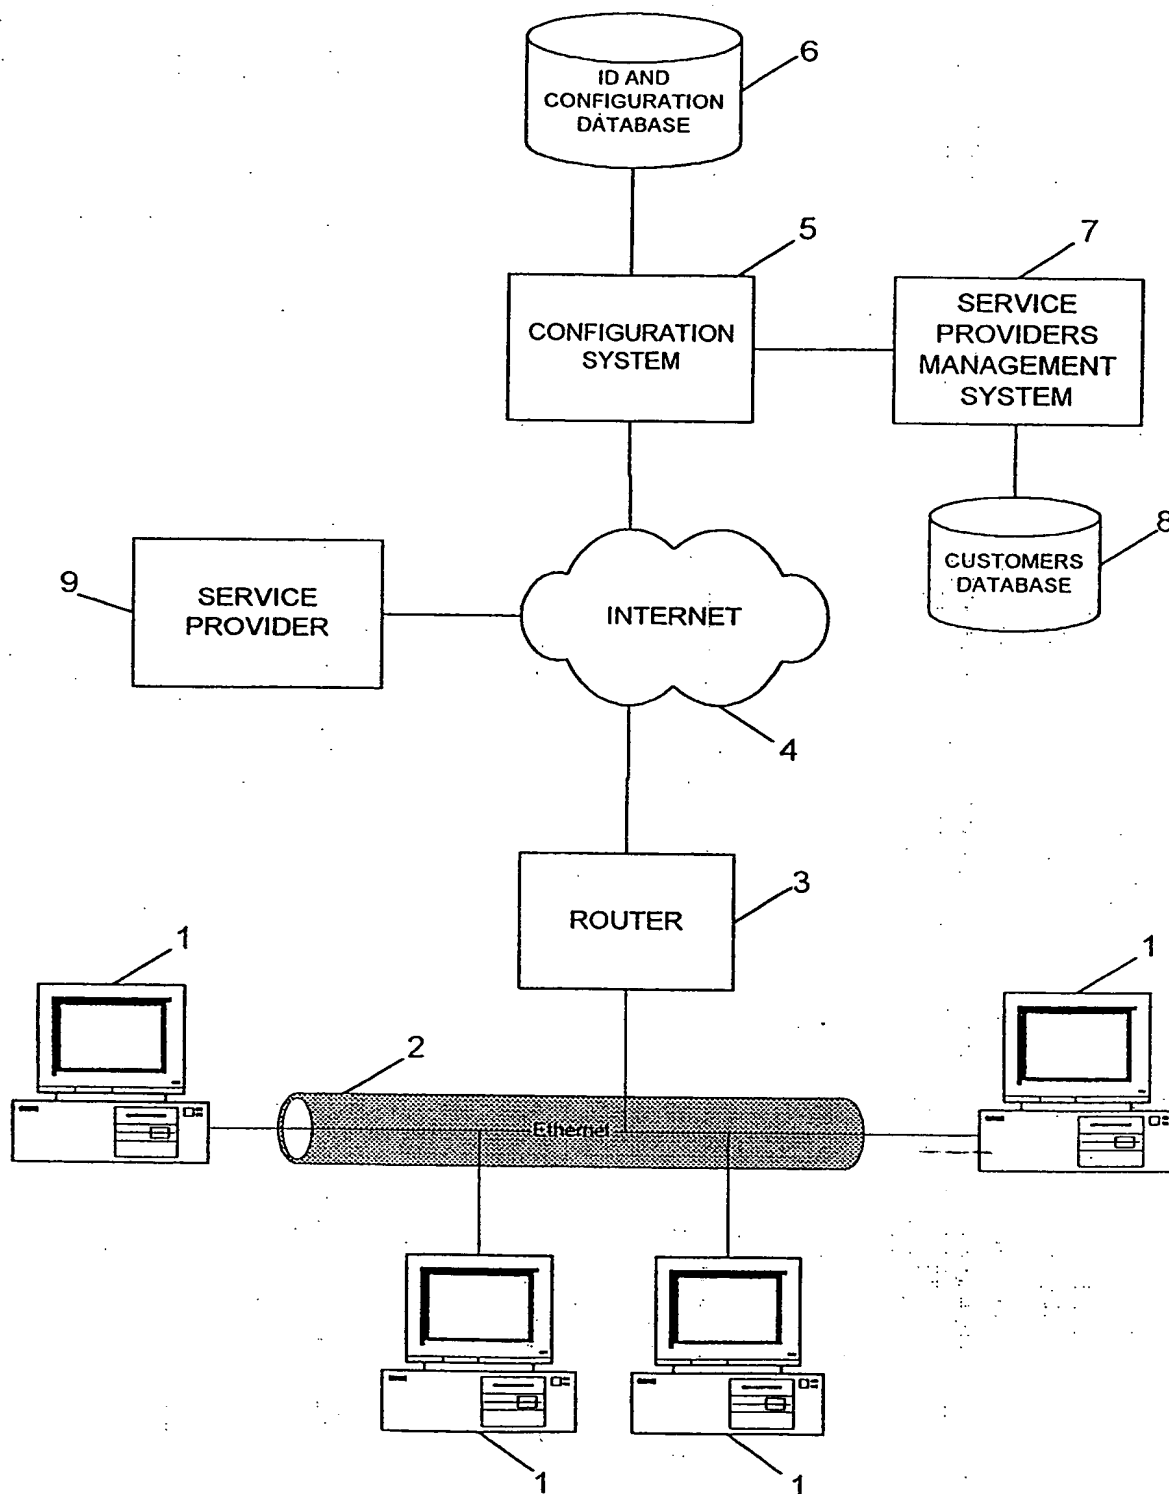 6
ID AND
CONFIGURATION
DATABASE
5
7
CONFIGURATION
SYSTEM
SERVICE
PROVIDERS
MANAGEMENT
SYSTEM
8
CUSTOMERS
DATABASE
9
SERVICE
PROVIDER
INTERNET
4
3
ROUTER
1
1
2
Ethernet
1
1